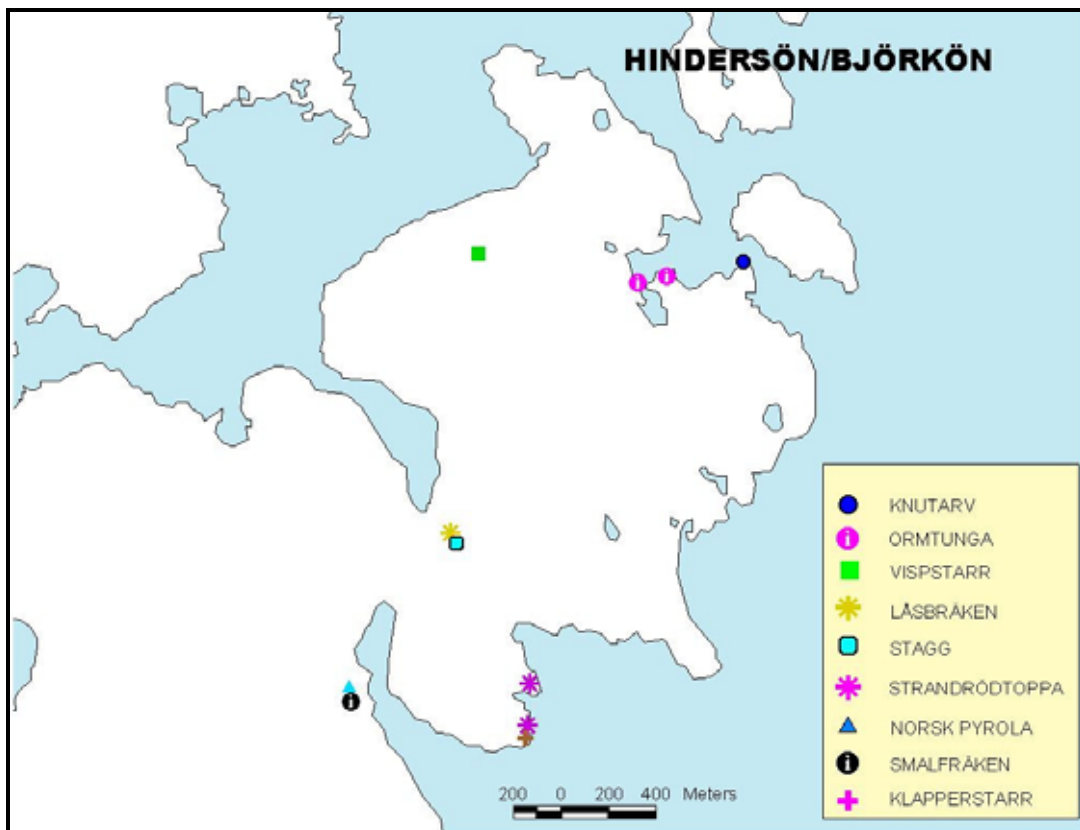 HINDERSÖN/BJÖRKÖN
KNUTARV
ORMTUNGA
VISPSTARR
LÅSBRÄKEN
STAGG
STRANDRÖDTOPPA
NORSK PYROLA
SMALFRÄKEN
KLAPPERSTARR
200 0 200 400 Meters